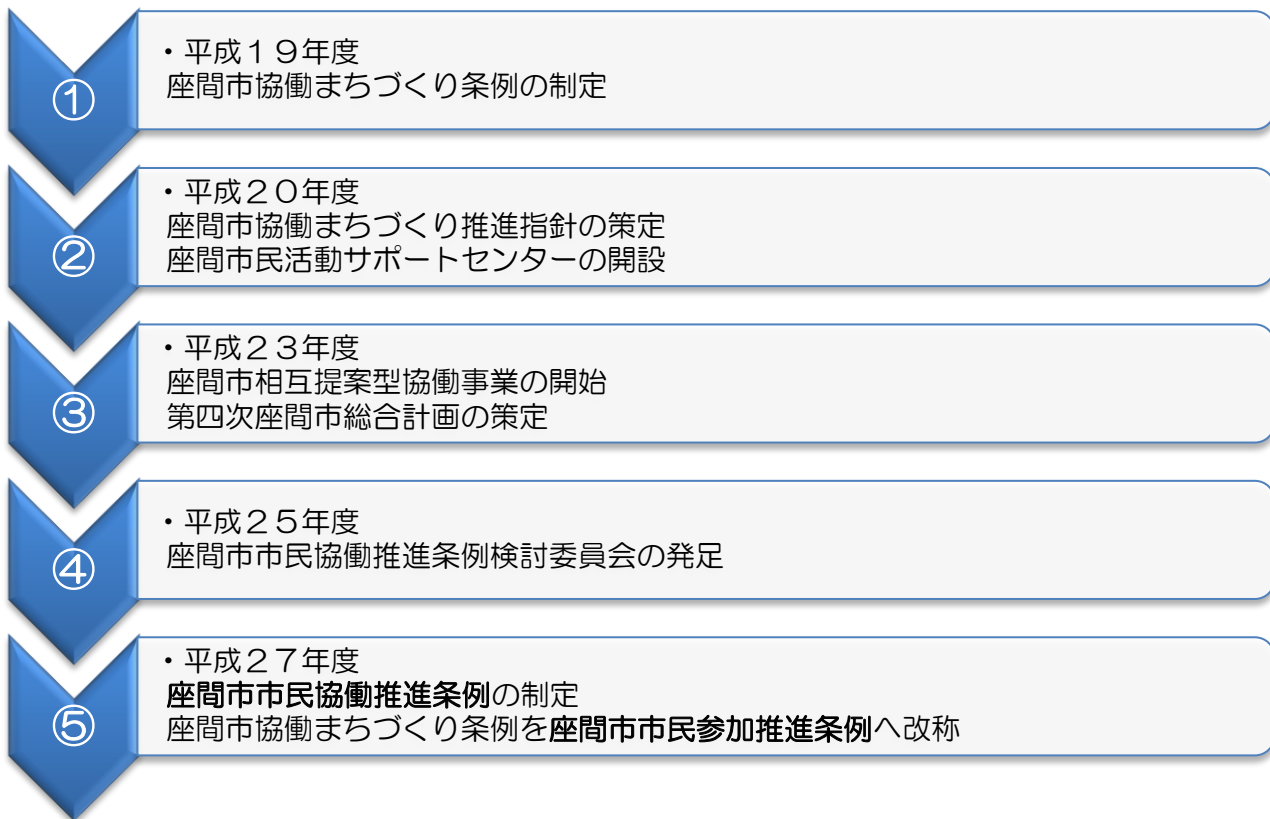 ①
・平成１９年度
座間市協働まちづくり条例の制定
②
・平成２０年度
座間市協働まちづくり推進指針の策定
座間市民活動サポートセンターの開設
③
・平成２３年度
座間市相互提案型協働事業の開始
第四次座間市総合計画の策定
④
・平成２５年度
座間市市民協働推進条例検討委員会の発足
⑤
・平成２７年度
座間市市民協働推進条例の制定
座間市協働まちづくり条例を座間市市民参加推進条例へ改称